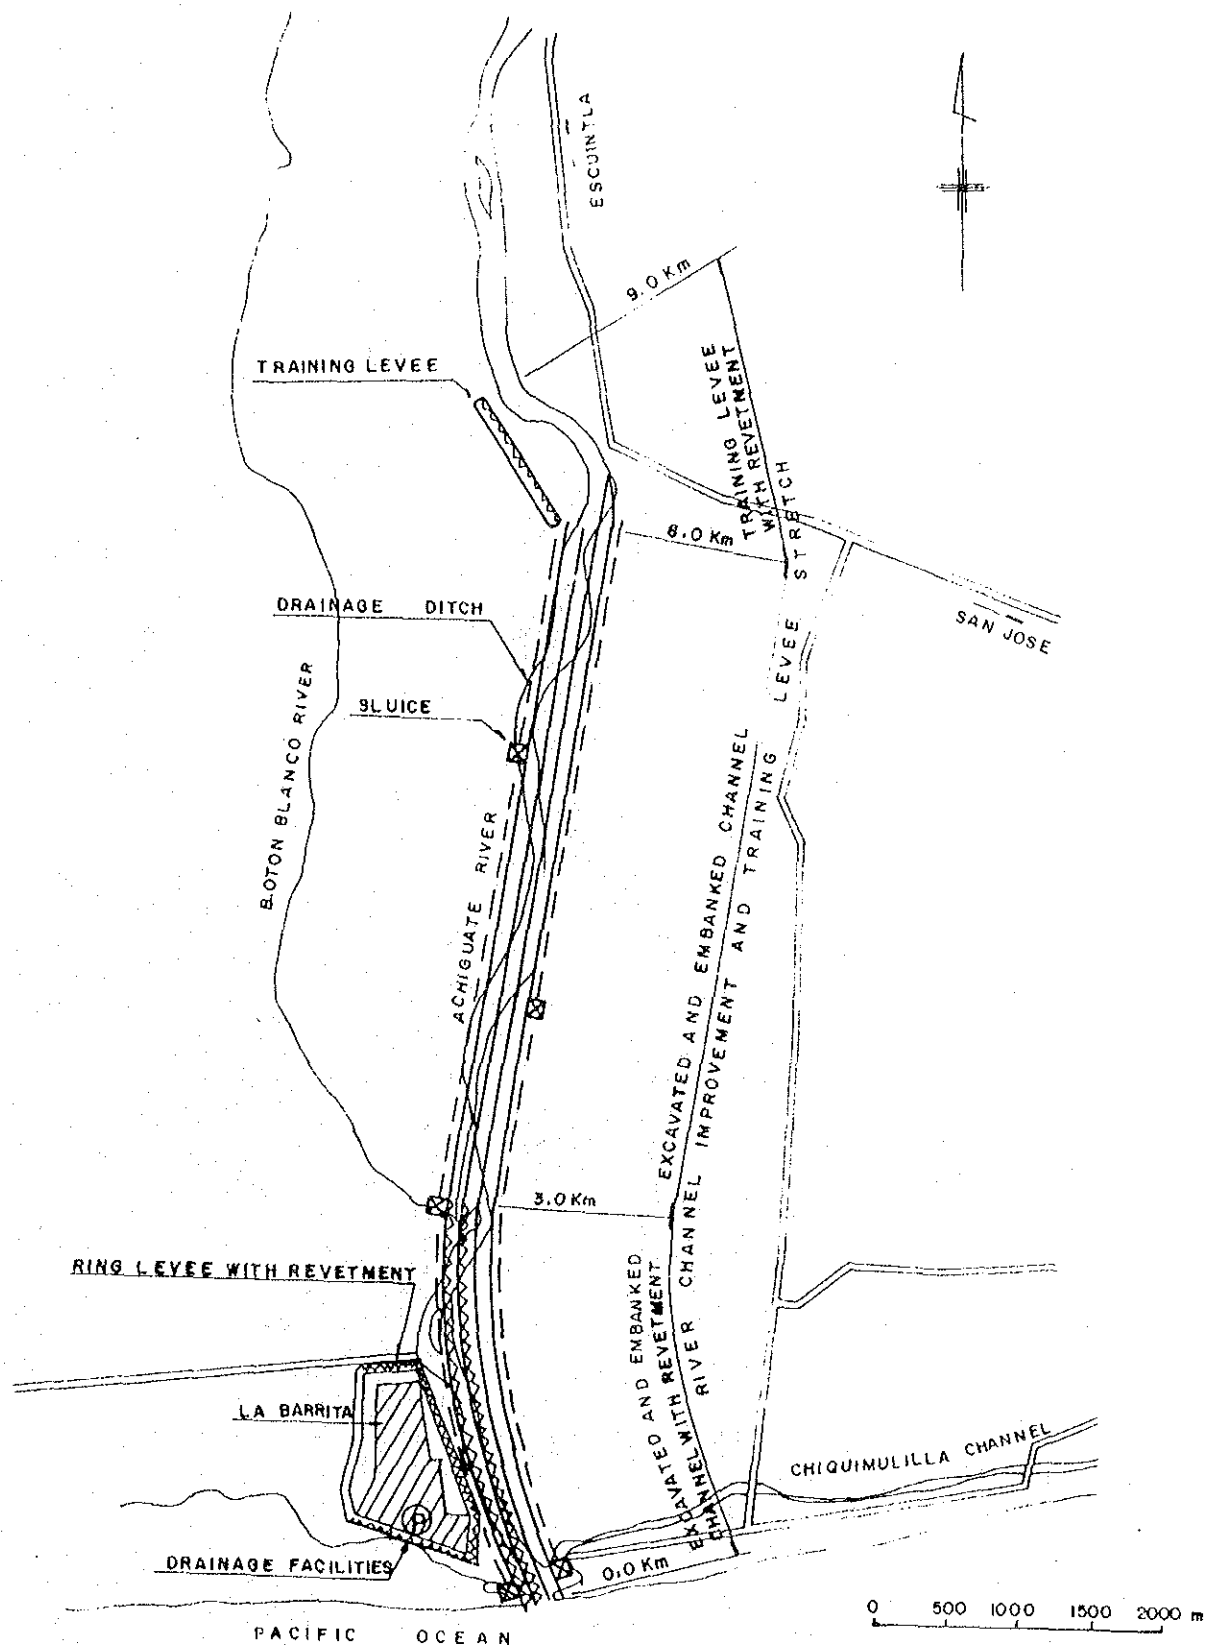 ESCUINTLA
9.0 Km
TRAINING LEVEE
TRAINING LEVEE
WITH REVETMENT
8.0 Km
DRAINAGE DITCH
SAN JOSE
SLUICE
BOTON BLANCO RIVER
ACHIGUATE RIVER
EXCAVATED AND EMBANKED CHANNEL
RIVER CHANNEL IMPROVEMENT AND TRAINING LEVEE STRETCH
3.0 Km
RING LEVEE WITH REVETMENT
EXCAVATED AND EMBANKED
CHANNEL WITH REVETMENT
LA BARRITA
P
CHIQUIMULILLA CHANNEL
DRAINAGE FACILITIES
0.0 Km
0 500 1000 1500 2000 m
PACIFIC OCEAN